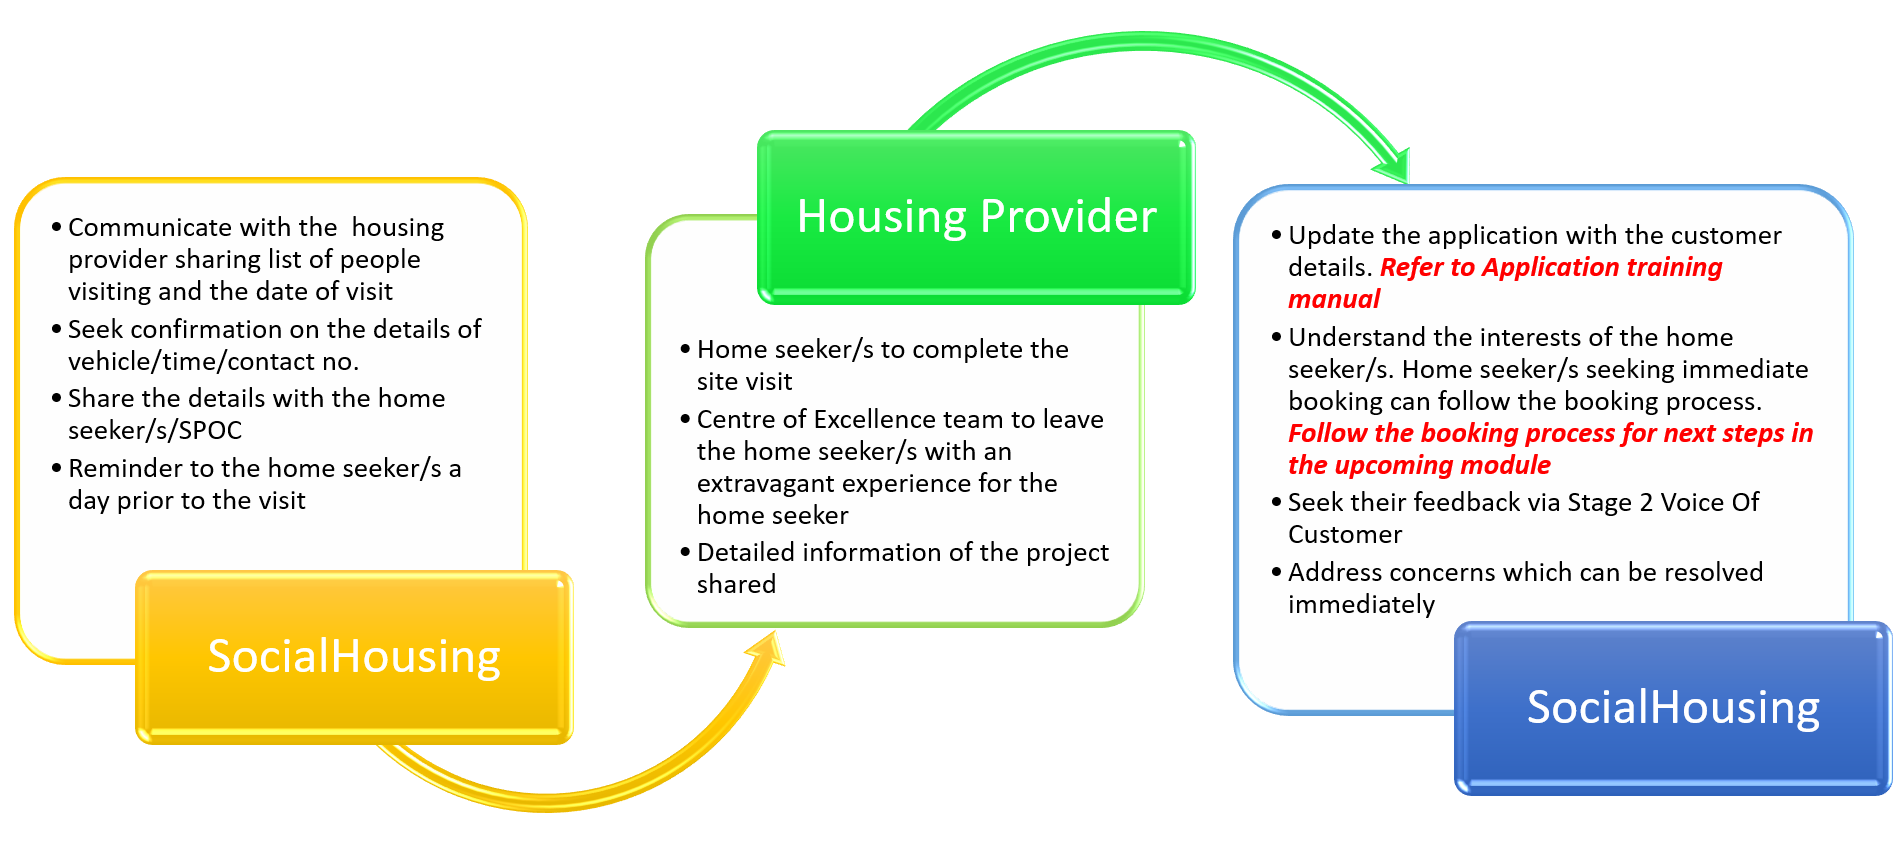 • Communicate with the housing
provider sharing list of people
visiting and the date of visit
• Seek confirmation on the details of
vehicle/time/contact no.
• Share the details with the home
seeker/s/SPOC
• Reminder to the home seeker/s a
day prior to the visit
SocialHousing
Housing Provider
• Home seeker/s to complete the
site visit
• Centre of Excellence team to leave
the home seeker/s with an
extravagant experience for the
home seeker
• Detailed information of the project
shared
• Update the application with the customer
details. Refer to Application training
manual
• Understand the interests of the home
seeker/s. Home seeker/s seeking immediate
booking can follow the booking process.
Follow the booking process for next steps in
the upcoming module
• Seek their feedback via Stage 2 Voice Of
Customer
• Address concerns which can be resolved
immediately
SocialHousing